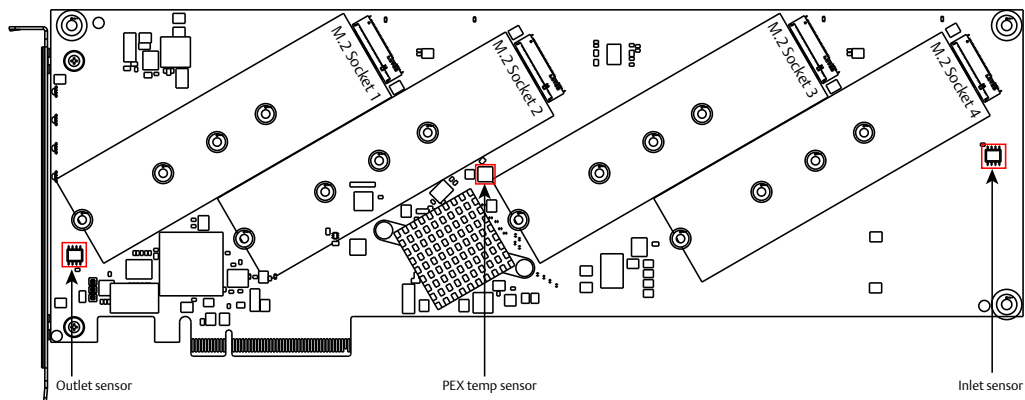 M.2 Socket 1
M.2 Socket 2
M.2 Socket 3
M.2 Socket 4
Outlet sensor
PEX temp sensor
Inlet sensor